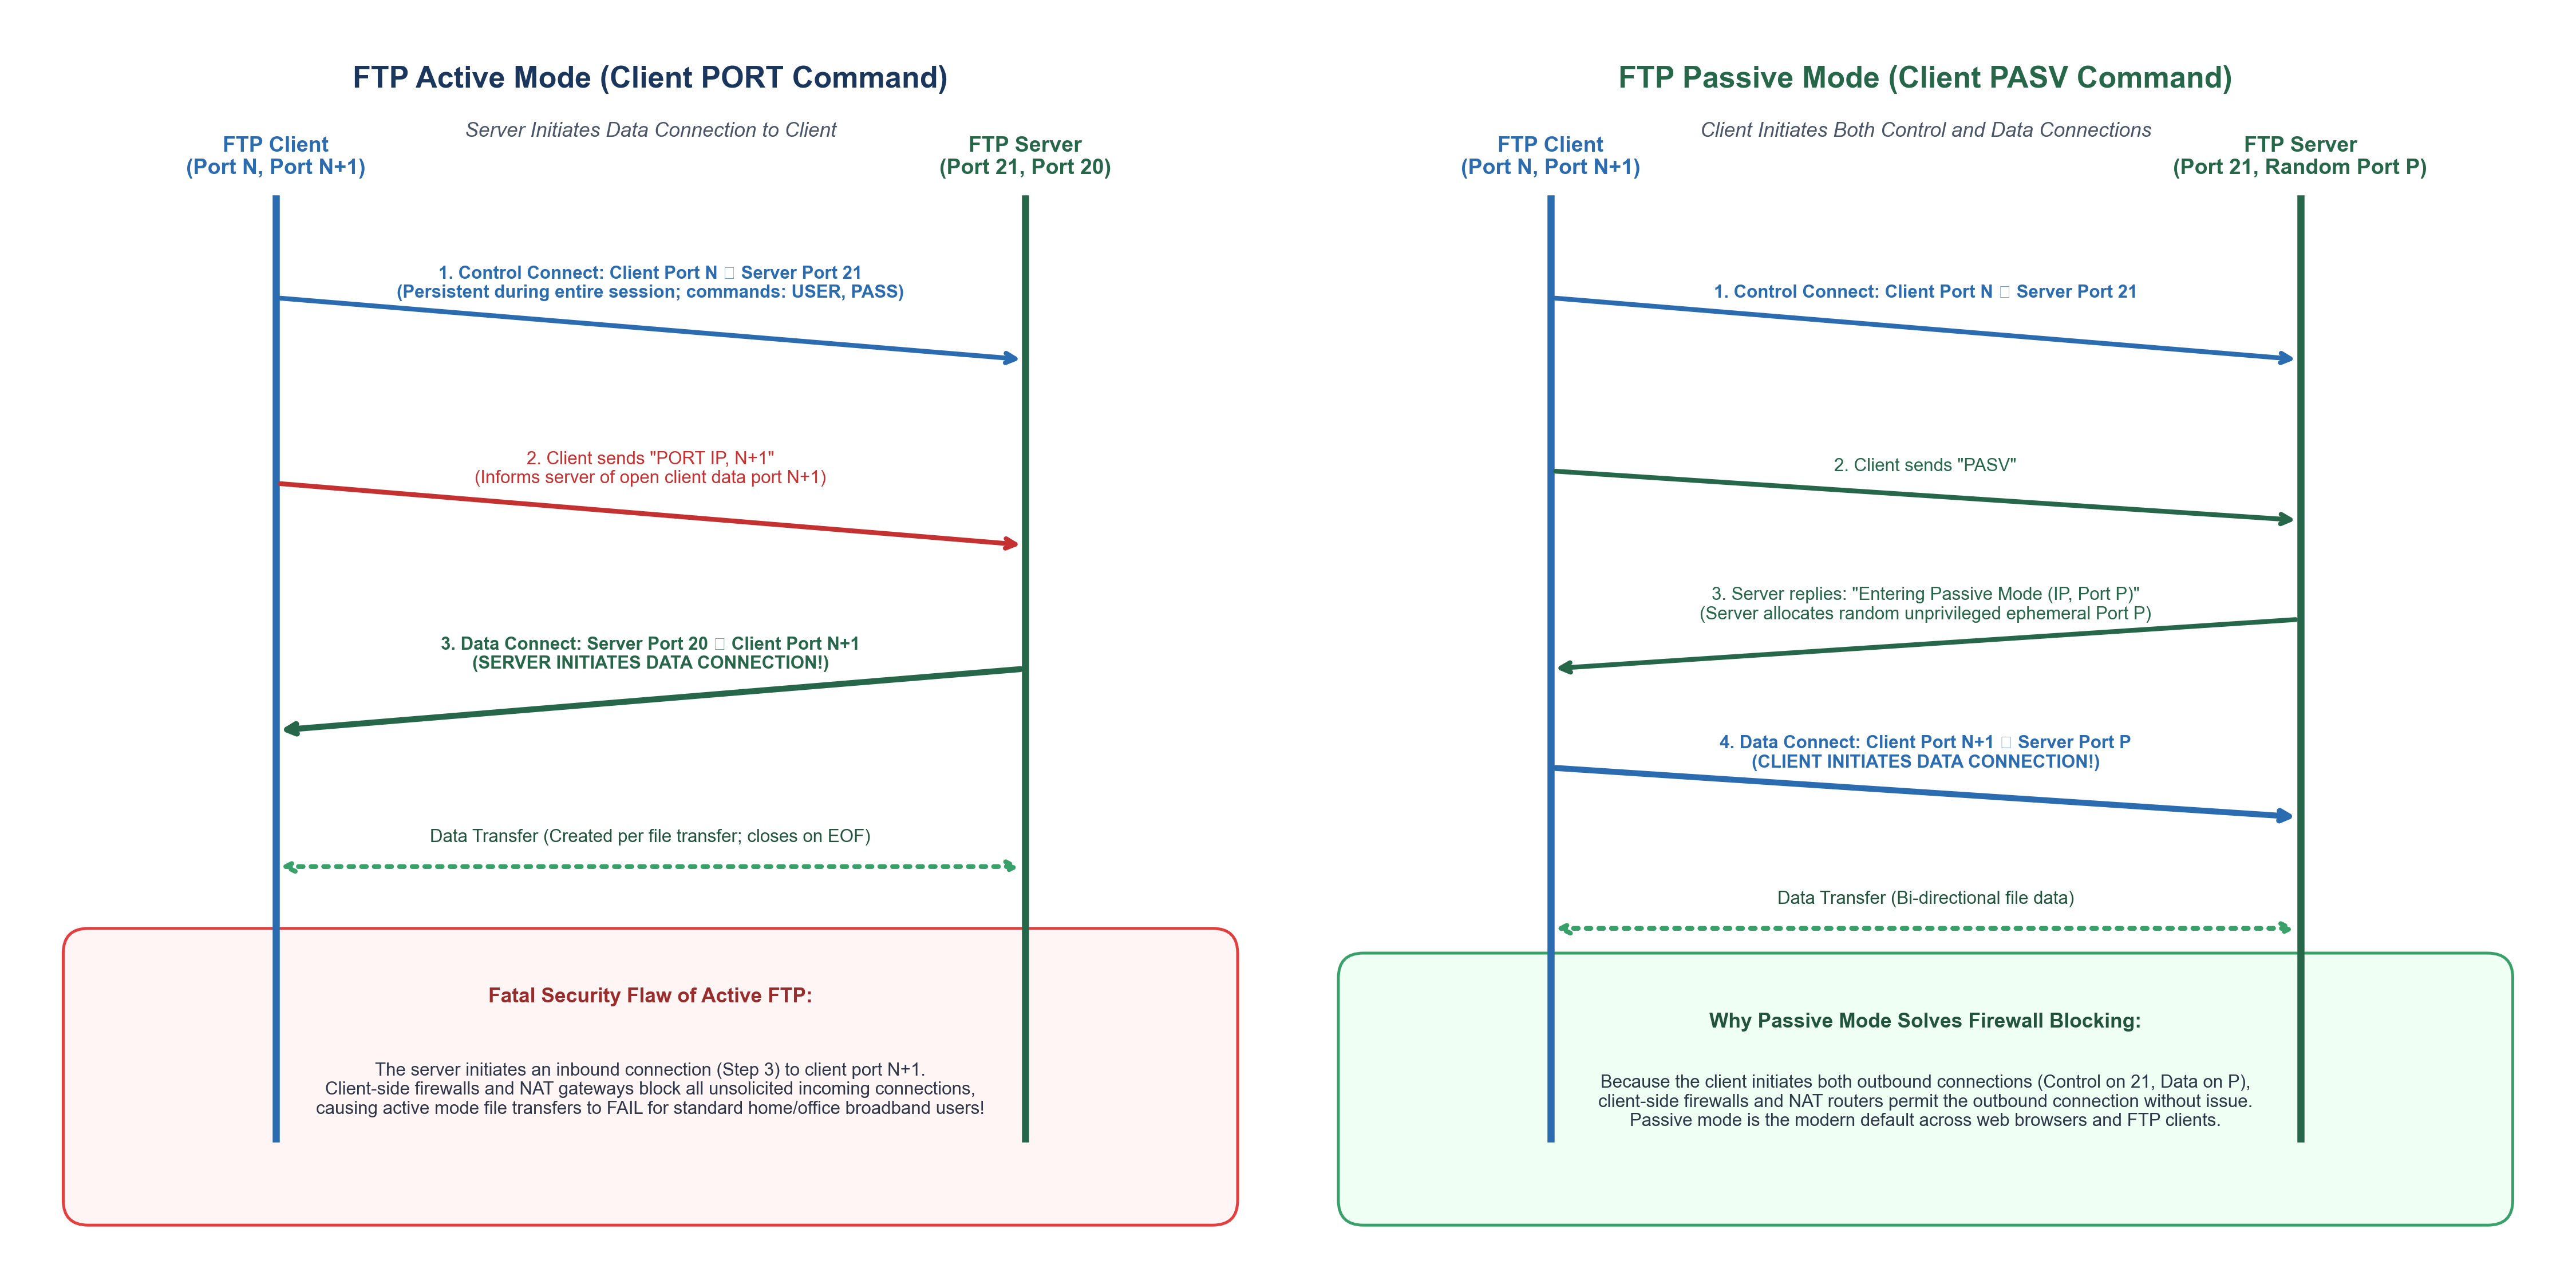 FTP Active Mode (Client PORT Command)
Server Initiates Data Connection to Client
FTP Client
(Port N, Port N+1)
FTP Server
(Port 21, Port 20)
1. Control Connect: Client Port N □ Server Port 21
(Persistent during entire session; commands: USER, PASS)
2. Client sends "PORT IP, N+1"
(Informs server of open client data port N+1)
3. Data Connect: Server Port 20 □ Client Port N+1
(SERVER INITIATES DATA CONNECTION!)
Data Transfer (Created per file transfer; closes on EOF)
Fatal Security Flaw of Active FTP:
The server initiates an inbound connection (Step 3) to client port N+1.
Client-side firewalls and NAT gateways block all unsolicited incoming connections,
causing active mode file transfers to FAIL for standard home/office broadband users!
FTP Passive Mode (Client PASV Command)
Client Initiates Both Control and Data Connections
FTP Client
(Port N, Port N+1)
FTP Server
(Port 21, Random Port P)
1. Control Connect: Client Port N □ Server Port 21
2. Client sends "PASV"
3. Server replies: "Entering Passive Mode (IP, Port P)"
(Server allocates random unprivileged ephemeral Port P)
4. Data Connect: Client Port N+1 □ Server Port P
(CLIENT INITIATES DATA CONNECTION!)
Data Transfer (Bi-directional file data)
Why Passive Mode Solves Firewall Blocking:
Because the client initiates both outbound connections (Control on 21, Data on P),
client-side firewalls and NAT routers permit the outbound connection without issue.
Passive mode is the modern default across web browsers and FTP clients.